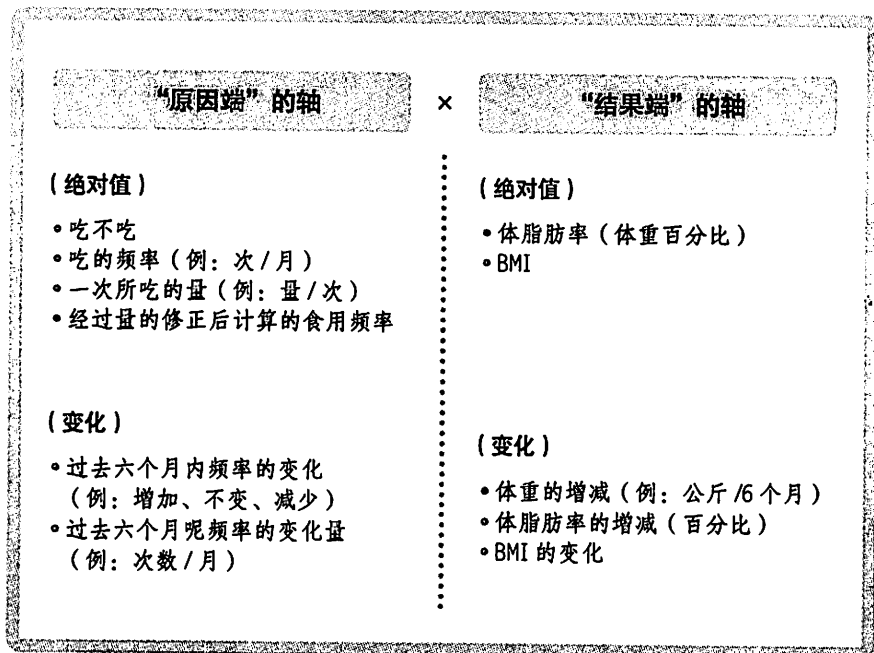 “原因端”的轴
×
“结果端”的轴
（绝对值）
•吃不吃
•吃的频率（例：次/月）
•一次所吃的量（例：量/次）
•经过量的修正后计算的食用频率
（变化）
•过去六个月内频率的变化
（例：增加、不变、减少）
•过去六个月呢频率的变化量
（例：次数/月）
（绝对值）
•体脂肪率（体重百分比）
•BMI
（变化）
•体重的增减（例：公斤/6个月）
•体脂肪率的增减（百分比）
•BMI的变化